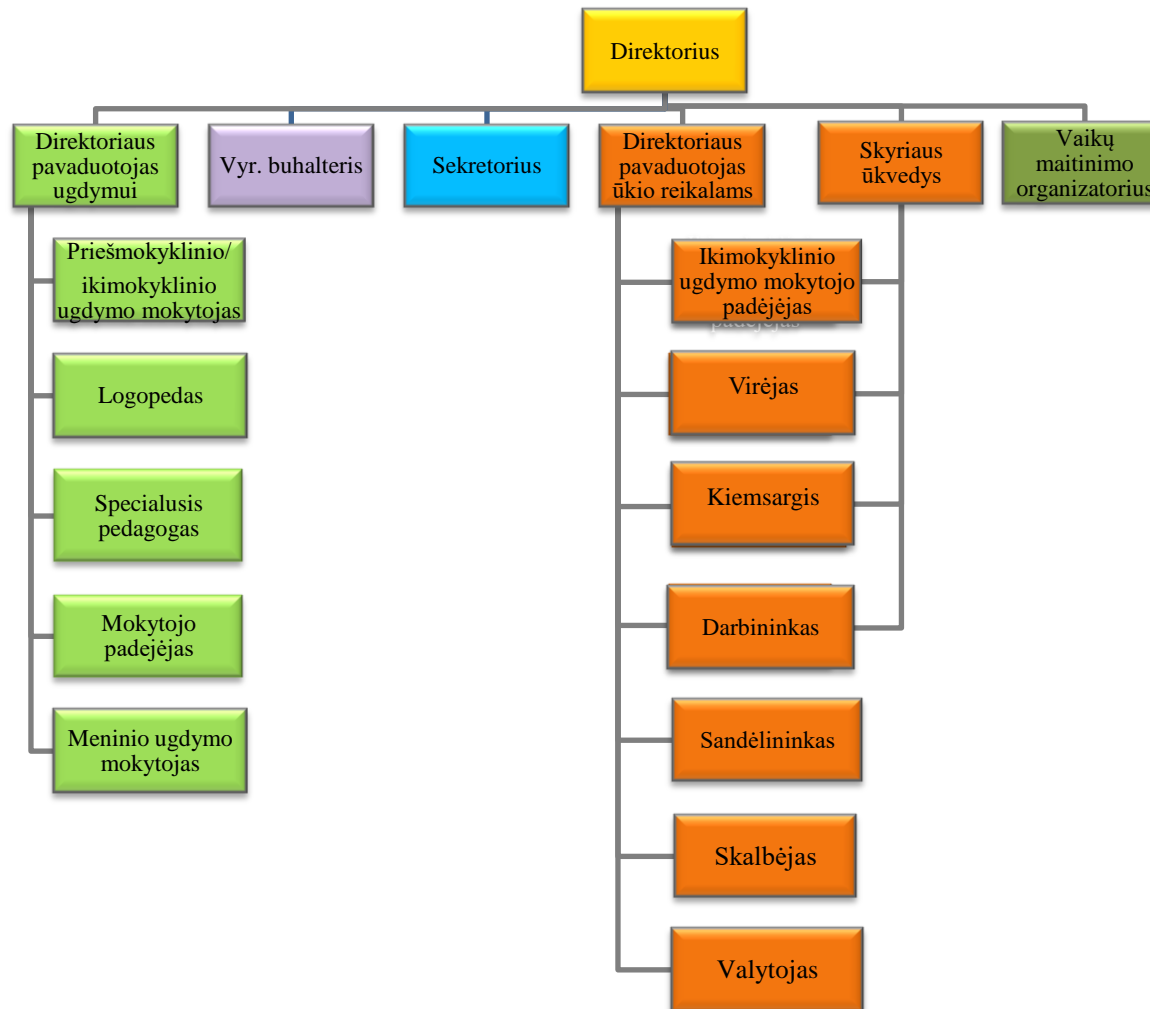 Direktorius
Direktoriaus
pavaduotojas
ugdymui
Vyr. buhalteris
Sekretorius
Direktoriaus
pavaduotojas
ūkio reikalams
Skyriaus
ūkvedys
Vaikų
maitinimo
organizatorius
Priešmokyklinio/
ikimokyklinio
ugdymo mokytojas
Logopedas
Specialusis
pedagogas
Mokytojo
padejėjas
Meninio ugdymo
mokytojas
Ikimokyklinio
ugdymo mokytojo
padėjėjas
padėjėjas
Virėjas
Kiemsargis
Darbininkas
Sandėlininkas
Skalbėjas
Valytojas